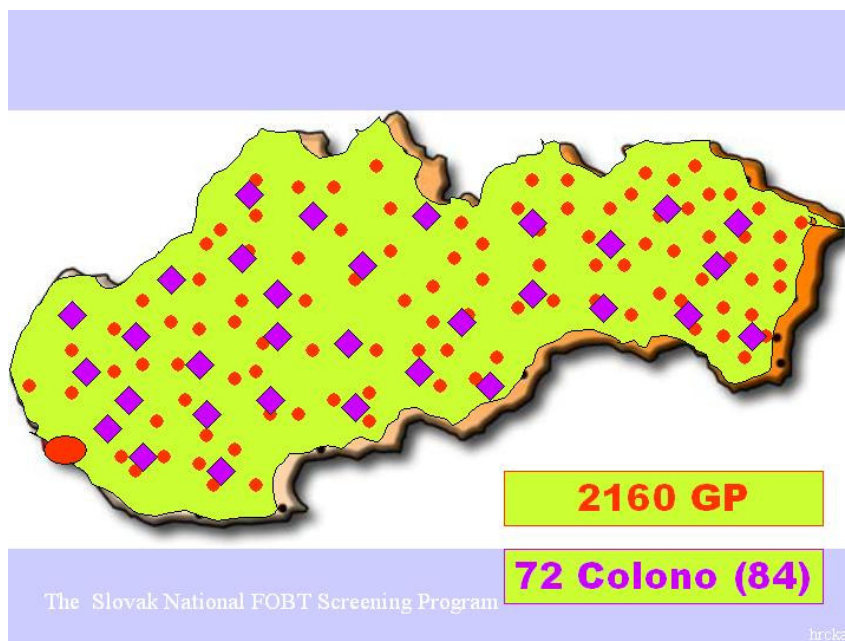 2160 GP
72 Colono (84)
The Slovak National FOBT Screening Program
hrcka